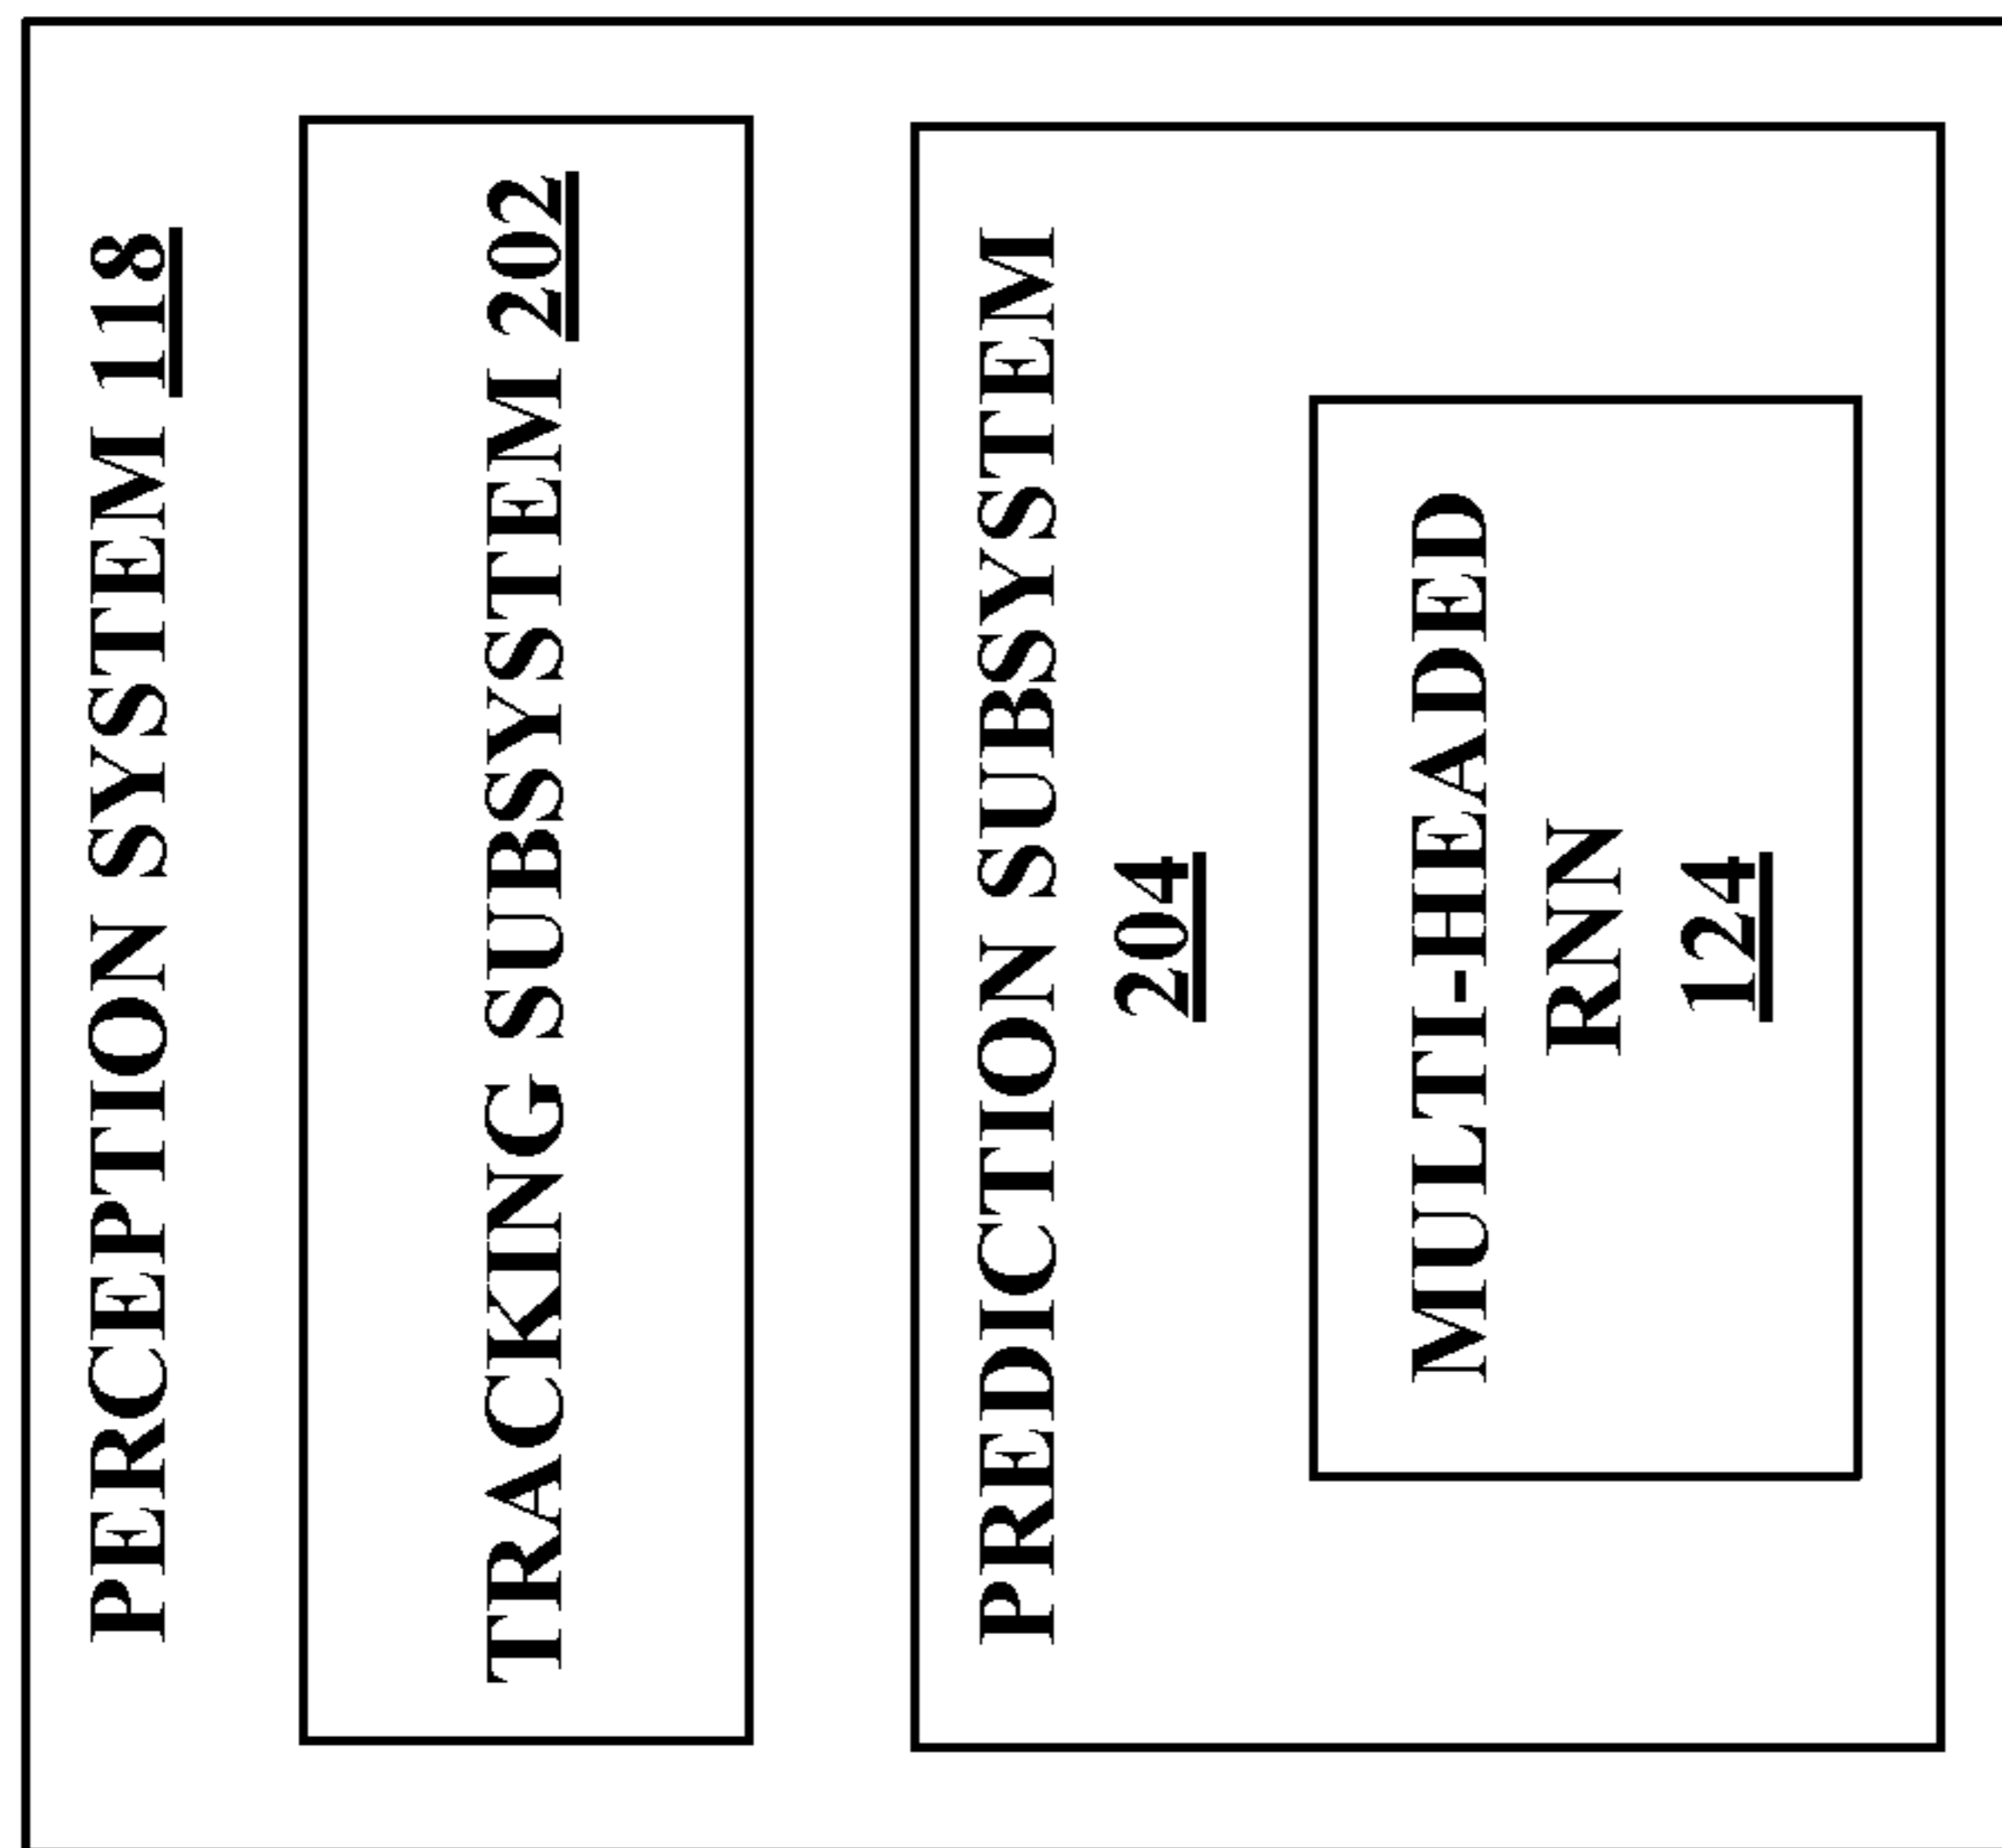 PERCEPTION SYSTEM 118
TRACKING SUBSYSTEM 202
PREDICTION SUBSYSTEM
204
MULTI-HEADED
RNN
124